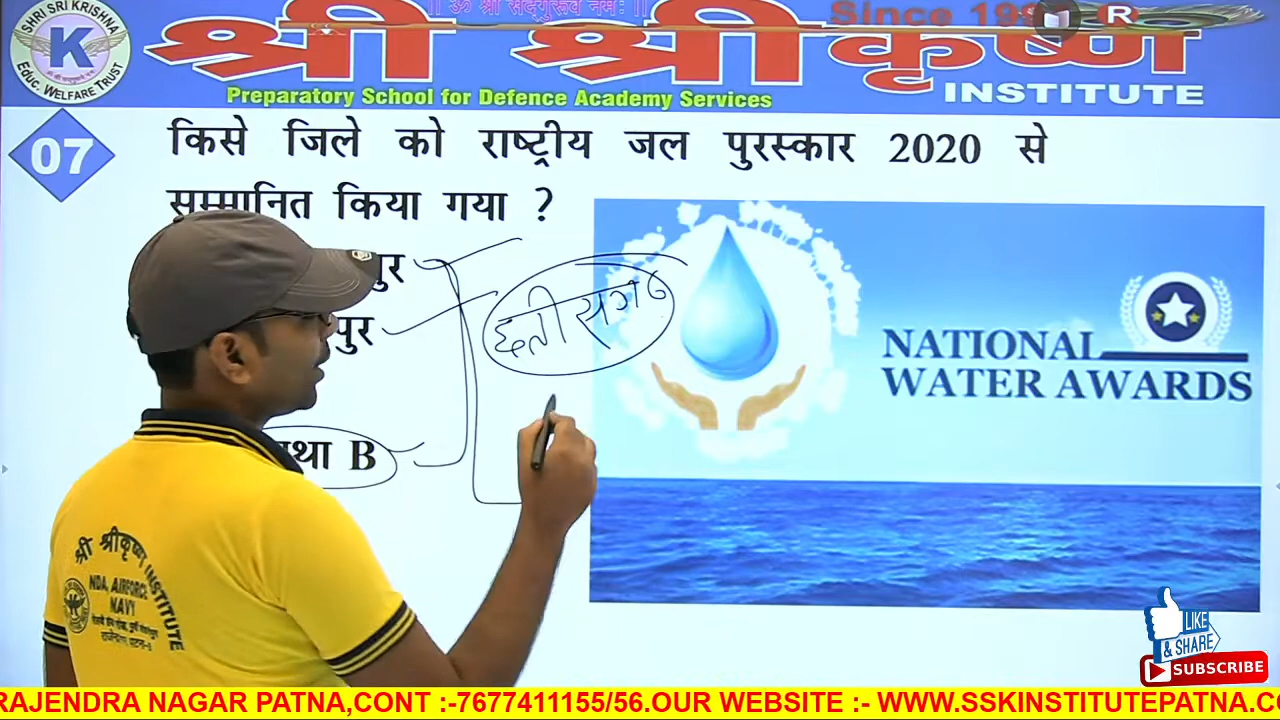 || ॐ श्री सद्गुरूवे नमः ||
Since 19
R
SHRI SRI KRISHNA
K
Educ. WELFARE TRUST
श्री श्रीकृष्ण
INSTITUTE
Preparatory School for Defence Academy Services
07
किसे जिले को राष्ट्रीय जल पुरस्कार 2020 से
सम्मानित किया गया ?
पुर
पुर
B
NATIONAL
WATER AWARDS
श्री श्रीकृष्ण INSTITUTE
NDA, AIRFORCE
NAVY
LIKE
& SHARE
SUBSCRIBE
RAJENDRA NAGAR PATNA,CONT :-7677411155/56.OUR WEBSITE :- WWW.SSKINSTITUTEPATNA.CO